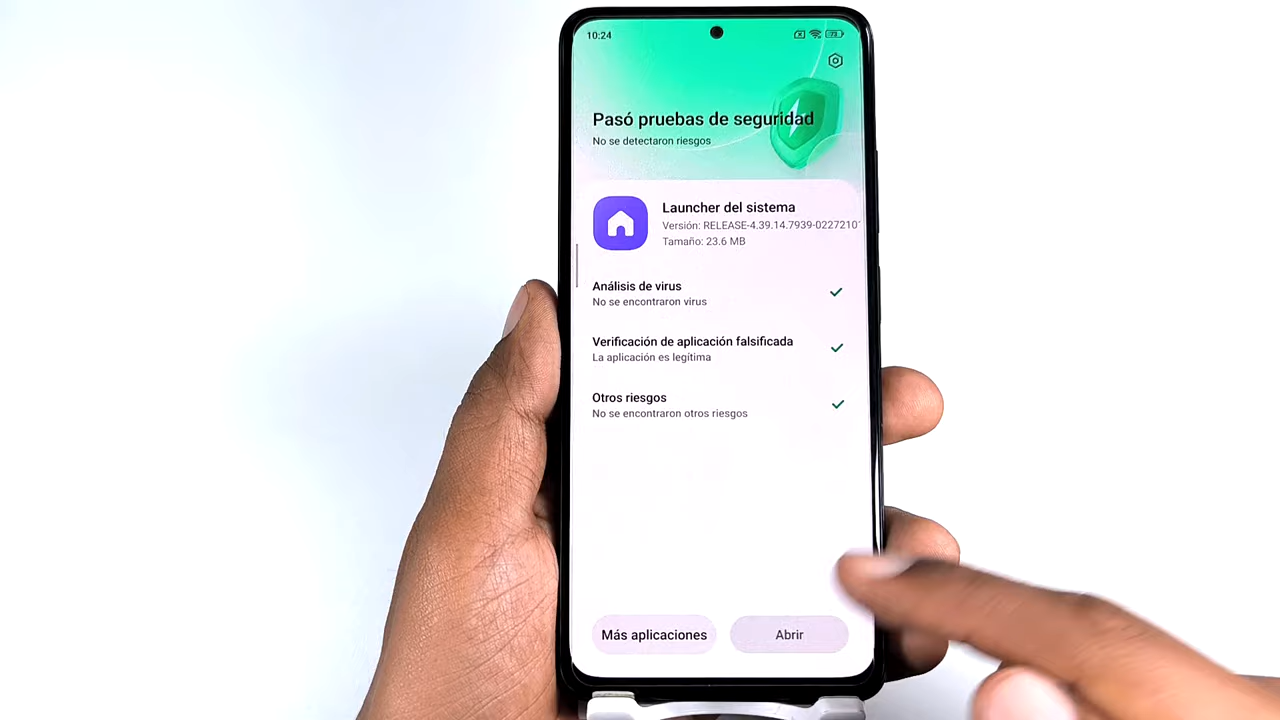 10:24
73
Pasó pruebas de seguridad
No se detectaron riesgos
Launcher del sistema
Versión: RELEASE-4.39.14.7939-0227210
Tamaño: 23.6 MB
Análisis de virus
No se encontraron virus
Verificación de aplicación falsificada
La aplicación es legítima
Otros riesgos
No se encontraron otros riesgos
Más aplicaciones
Abrir